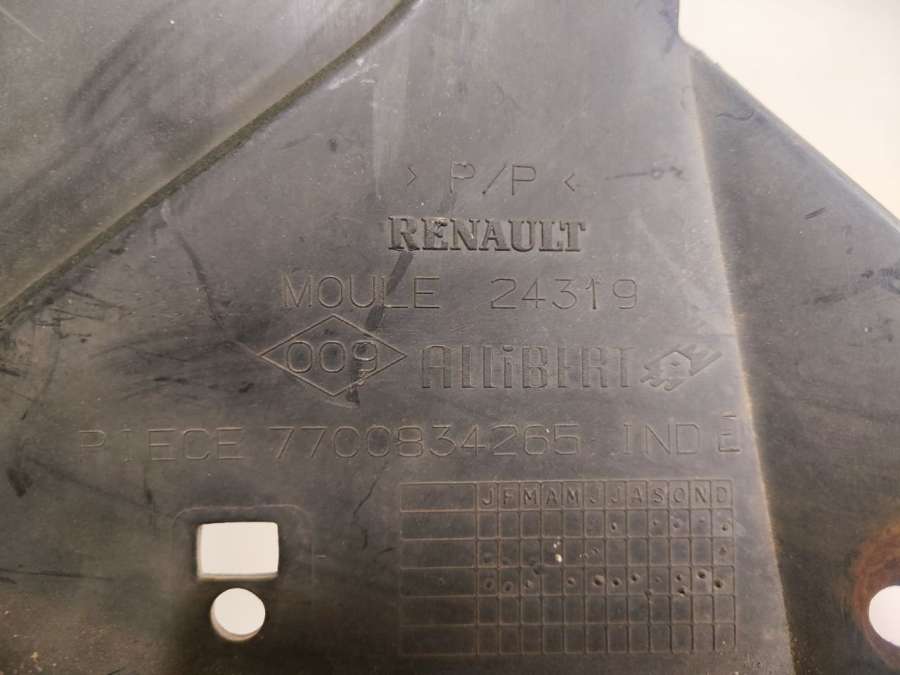 > P/P <
RENAULT
MOULE 24319
009 AlliBERT
PIECE 7700834265 IND E
J F M A M J J A S O N D